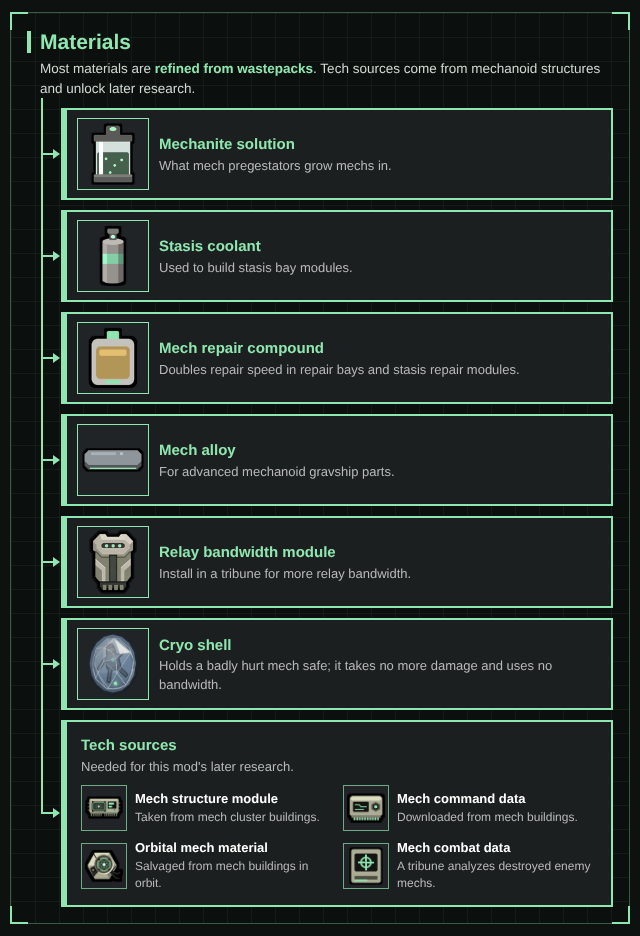 Materials
Most materials are refined from wastepacks. Tech sources come from mechanoid structures
and unlock later research.
Mechanite solution
What mech pregestators grow mechs in.
Stasis coolant
Used to build stasis bay modules.
Mech repair compound
Doubles repair speed in repair bays and stasis repair modules.
Mech alloy
For advanced mechanoid gravship parts.
Relay bandwidth module
Install in a tribune for more relay bandwidth.
Cryo shell
Holds a badly hurt mech safe; it takes no more damage and uses no
bandwidth.
Tech sources
Needed for this mod's later research.
Mech structure module
Taken from mech cluster buildings.
Mech command data
Downloaded from mech buildings.
Orbital mech material
Salvaged from mech buildings in
orbit.
Mech combat data
A tribune analyzes destroyed enemy
mechs.